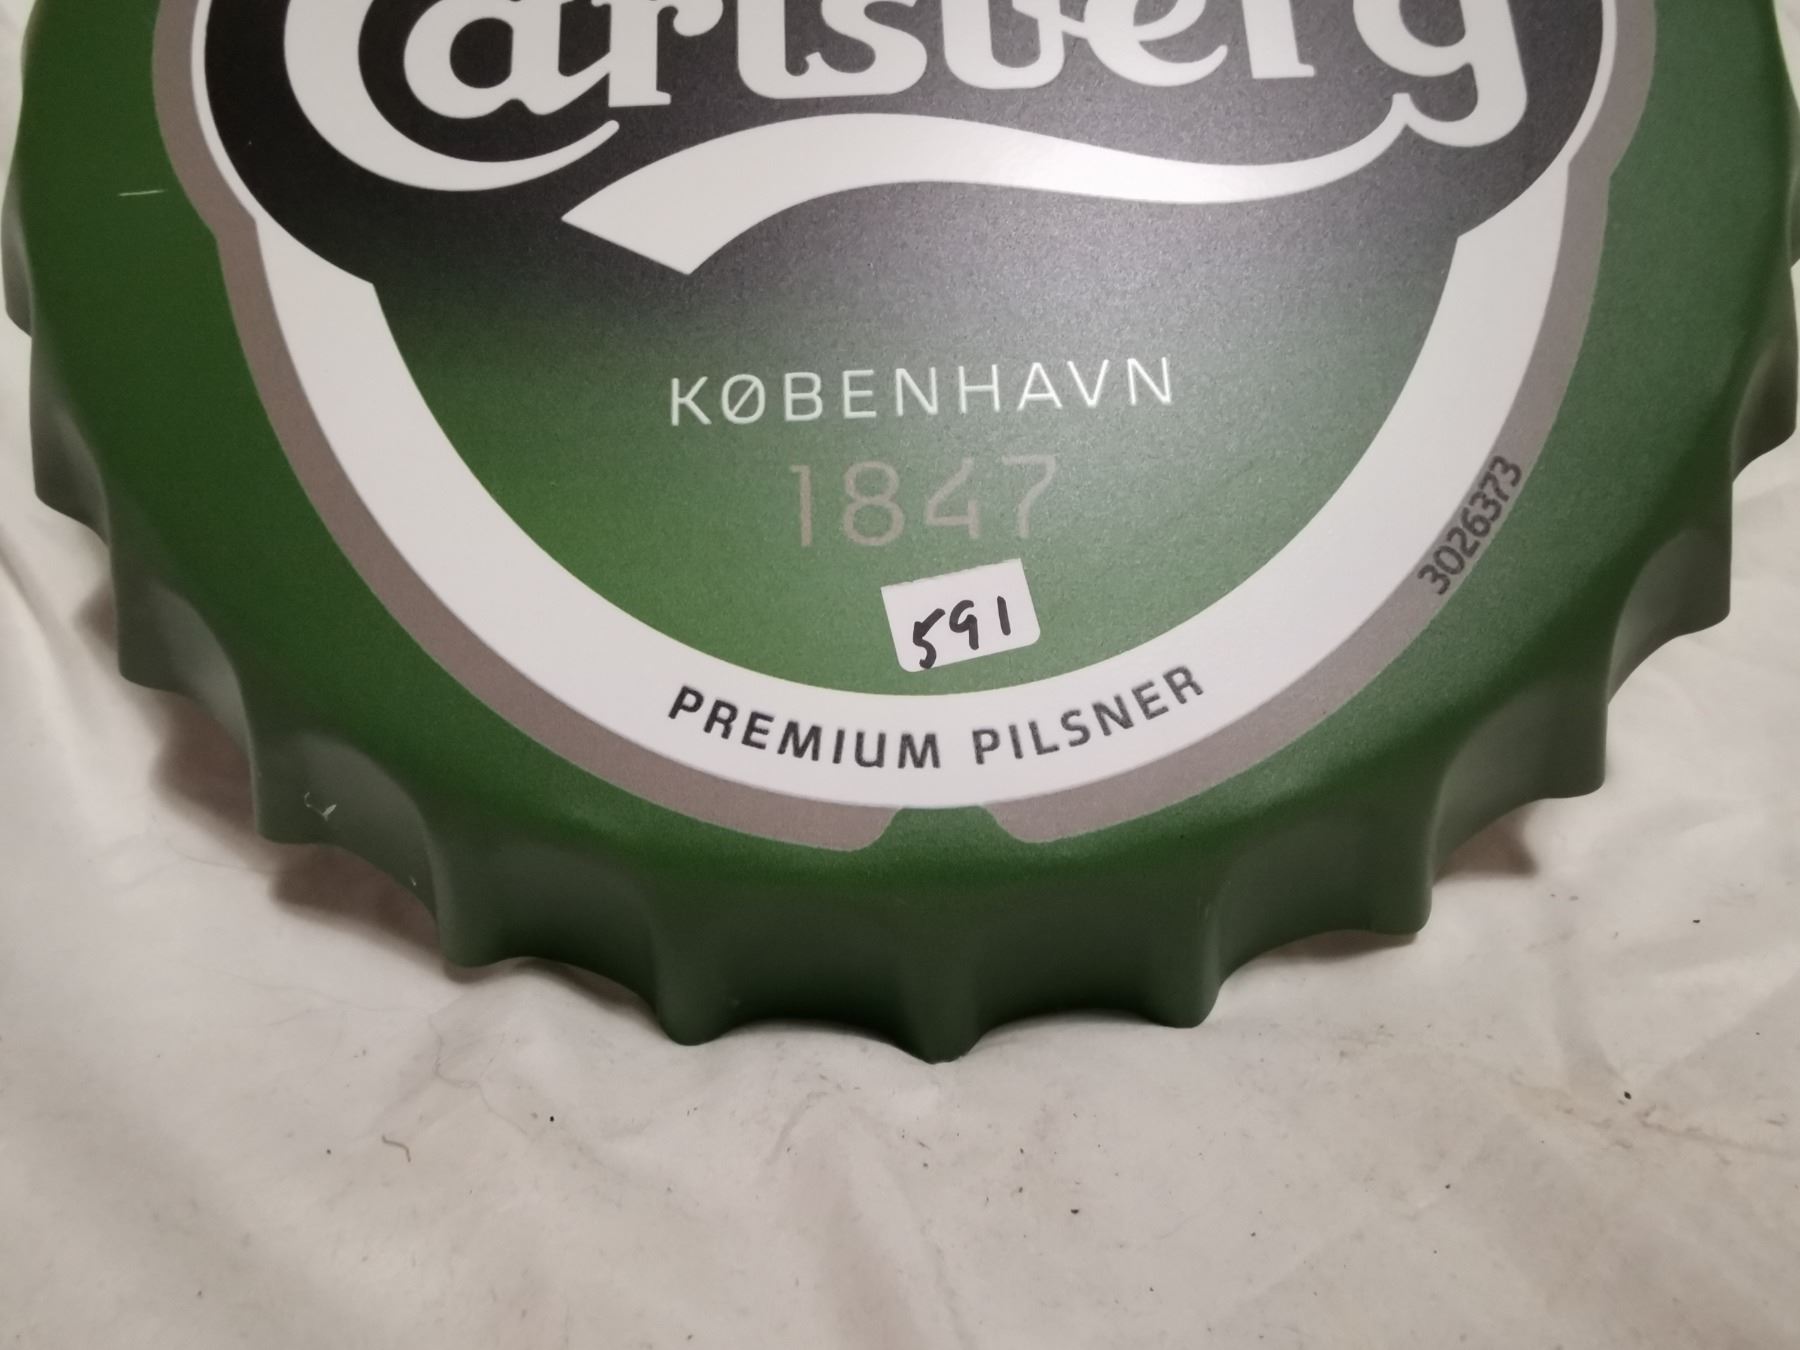 Carlsberg
KØBENHAVN
1847
591
PREMIUM PILSNER
3026373